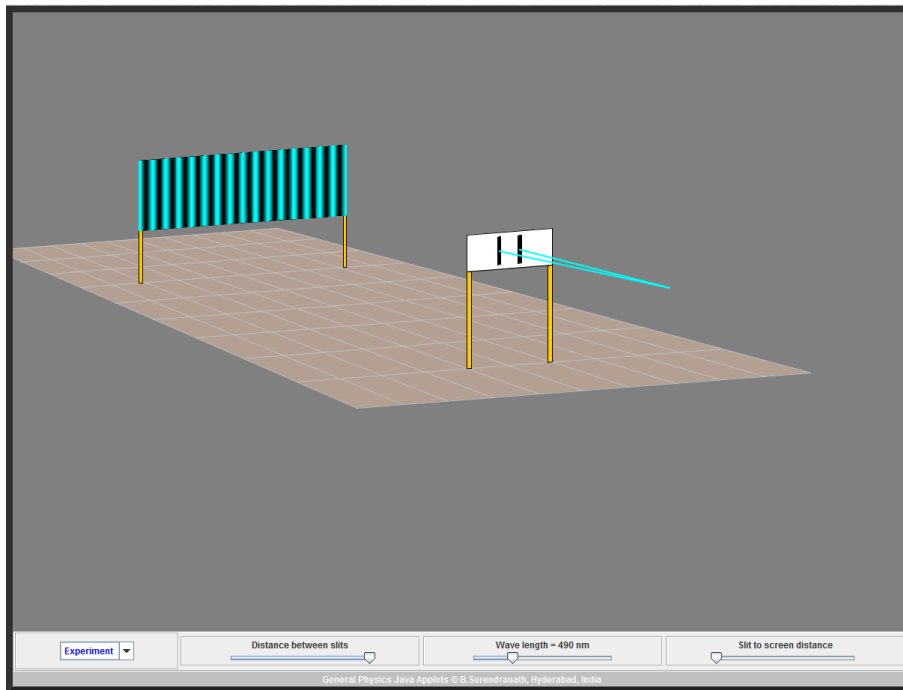 Experiment
Distance between slits
Wave length = 490 nm
Slit to screen distance
General Physics Java Applets © B.Surendranath, Hyderabad, India